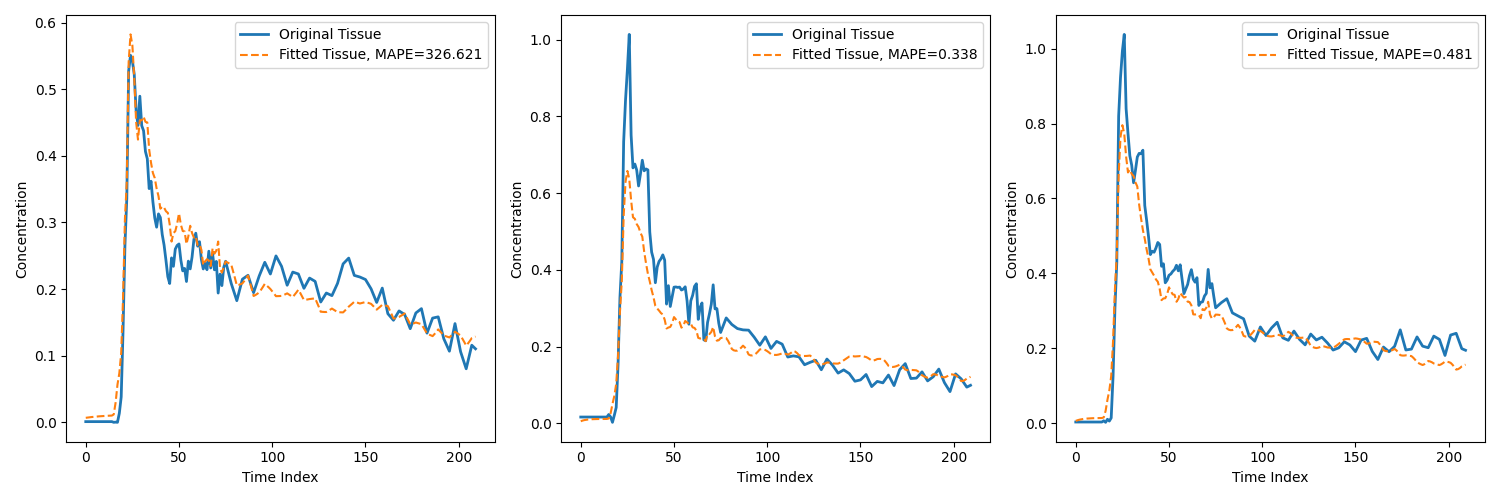 Original Tissue
Fitted Tissue, MAPE=326.621
0.6
0.5
0.4
0.3
0.2
0.1
0.0
Concentration
0 50 100 150 200
Time Index
Original Tissue
Fitted Tissue, MAPE=0.338
1.0
0.8
0.6
0.4
0.2
0.0
Concentration
0 50 100 150 200
Time Index
Original Tissue
Fitted Tissue, MAPE=0.481
1.0
0.8
0.6
0.4
0.2
0.0
Concentration
0 50 100 150 200
Time Index